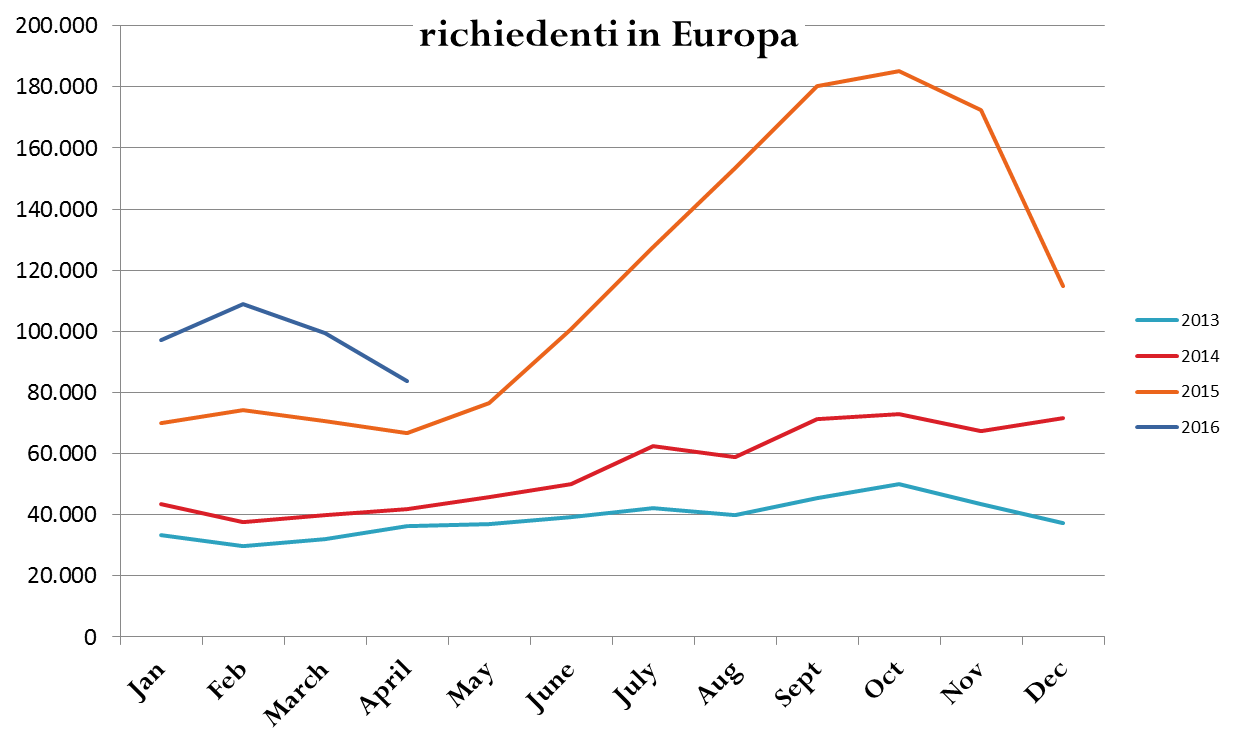 richiedenti in Europa
200.000
180.000
160.000
140.000
120.000
100.000
80.000
60.000
40.000
20.000
0
Jan
Feb
March
April
May
June
July
Aug
Sept
Oct
Nov
Dec
2013
2014
2015
2016